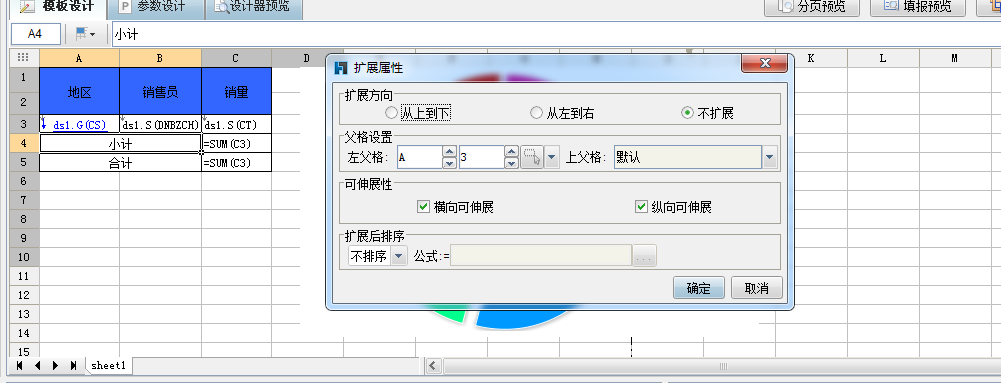 模板设计 参数设计 设计器预览 分页预览 填报预览
A4 小计
A B C D K L M
1 地区 销售员 销量
2
3 ds1.G(CS) ds1.S(DNBZCH) ds1.S(CT)
4 小计 =SUM(C3)
5 合计 =SUM(C3)
6
7
8
9
10
11
12
13
14
15
sheet1
扩展属性
扩展方向
从上到下 从左到右 不扩展
父格设置
左父格: A 3 上父格: 默认
可伸展性
横向可伸展 纵向可伸展
扩展后排序
不排序 公式:= ...
确定 取消